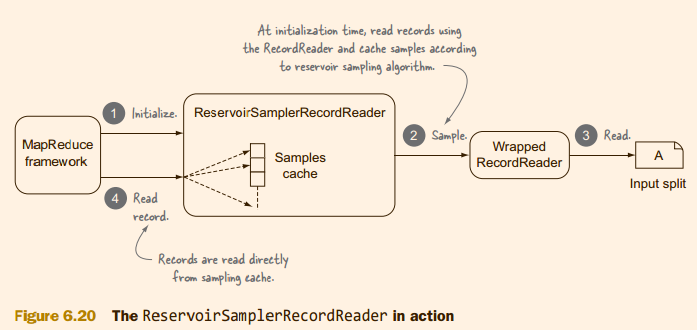 At initialization time, read records using
the RecordReader and cache samples according
to reservoir sampling algorithm.
1 Initialize.
ReservoirSamplerRecordReader
MapReduce
framework
Samples
cache
2 Sample.
Wrapped
RecordReader
3 Read.
A
Input split
4 Read
record.
Records are read directly
from sampling cache.
Figure 6.20 The ReservoirSamplerRecordReader in action